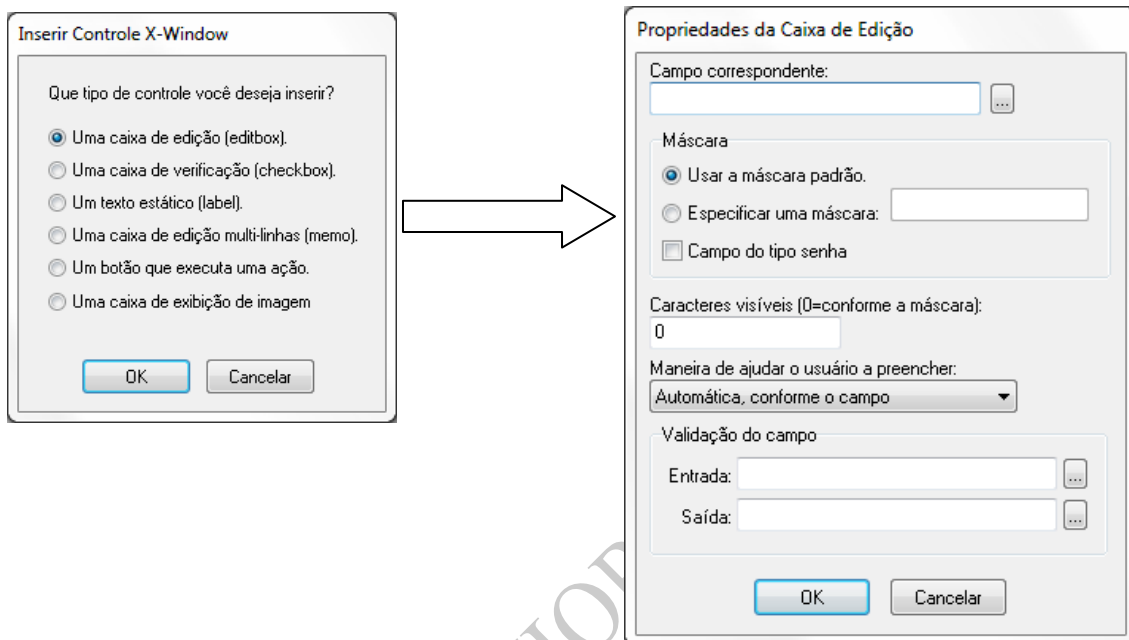 Inserir Controle X-Window
Que tipo de controle você deseja inserir?
Uma caixa de edição (editbox).
Uma caixa de verificação (checkbox).
Um texto estático (label).
Uma caixa de edição multi-linhas (memo).
Um botão que executa uma ação.
Uma caixa de exibição de imagem
OK Cancelar
Propriedades da Caixa de Edição
Campo correspondente:
...
Máscara
Usar a máscara padrão.
Especificar uma máscara:
Campo do tipo senha
Caracteres visíveis (0=conforme a máscara):
0
Maneira de ajudar o usuário a preencher:
Automática, conforme o campo
Validação do campo
Entrada: ...
Saída: ...
OK Cancelar